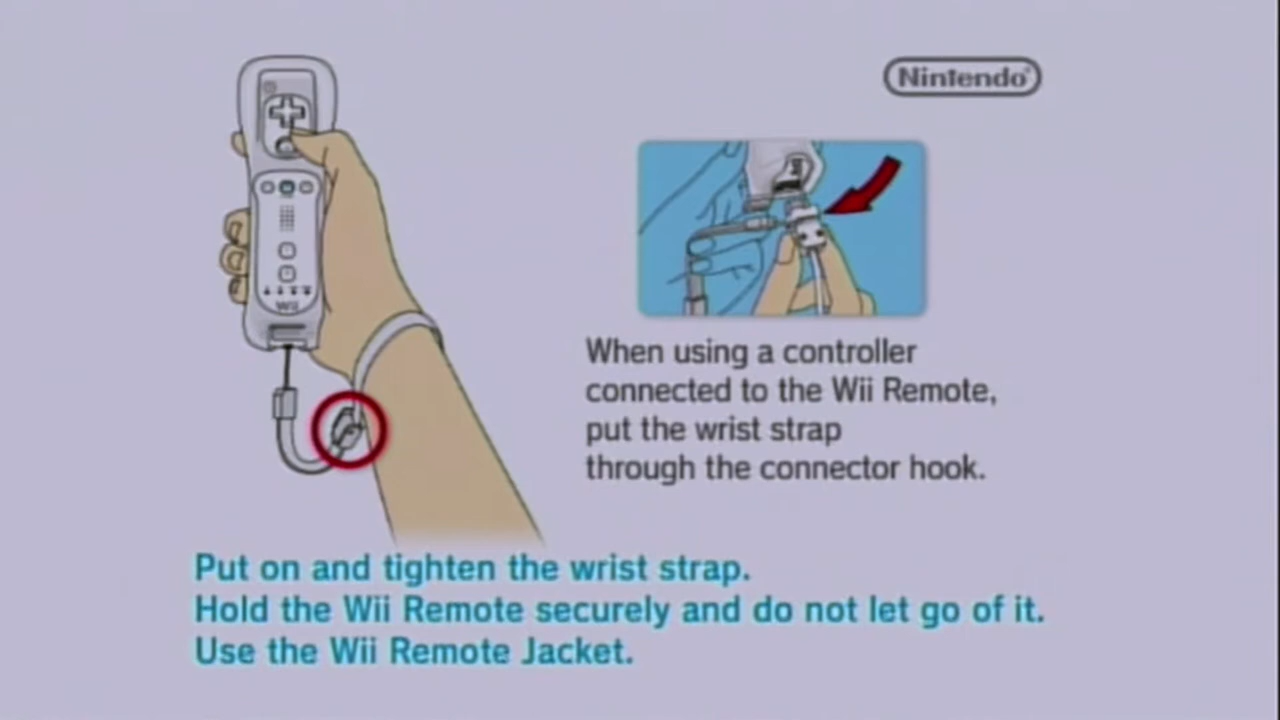 Nintendo®
Wii
When using a controller
connected to the Wii Remote,
put the wrist strap
through the connector hook.
Put on and tighten the wrist strap.
Hold the Wii Remote securely and do not let go of it.
Use the Wii Remote Jacket.